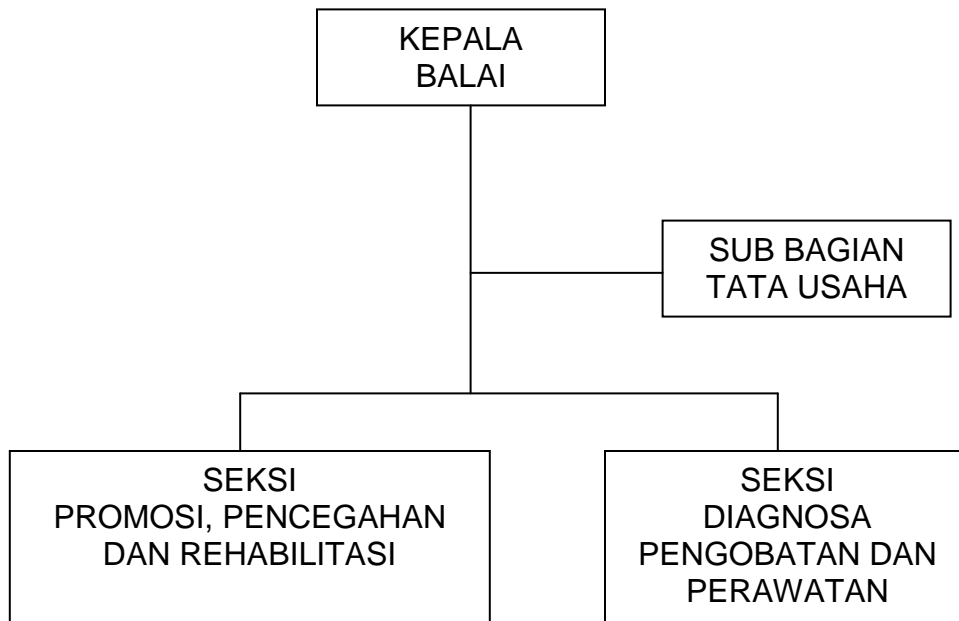 KEPALA
BALAI
SUB BAGIAN
TATA USAHA
SEKSI
PROMOSI, PENCEGAHAN
DAN REHABILITASI
SEKSI
DIAGNOSA
PENGOBATAN DAN
PERAWATAN